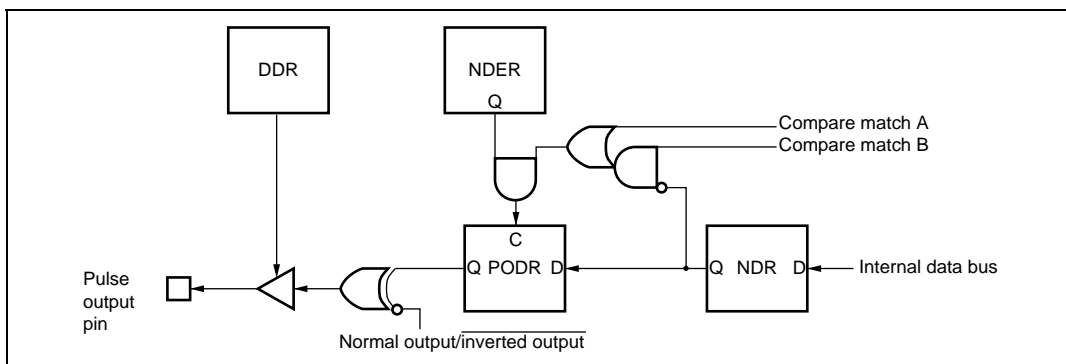 DDR
NDER
Q
Compare match A
Compare match B
C
Q PODR D
Q NDR D
Internal data bus
Pulse
output
pin
Normal output/inverted output